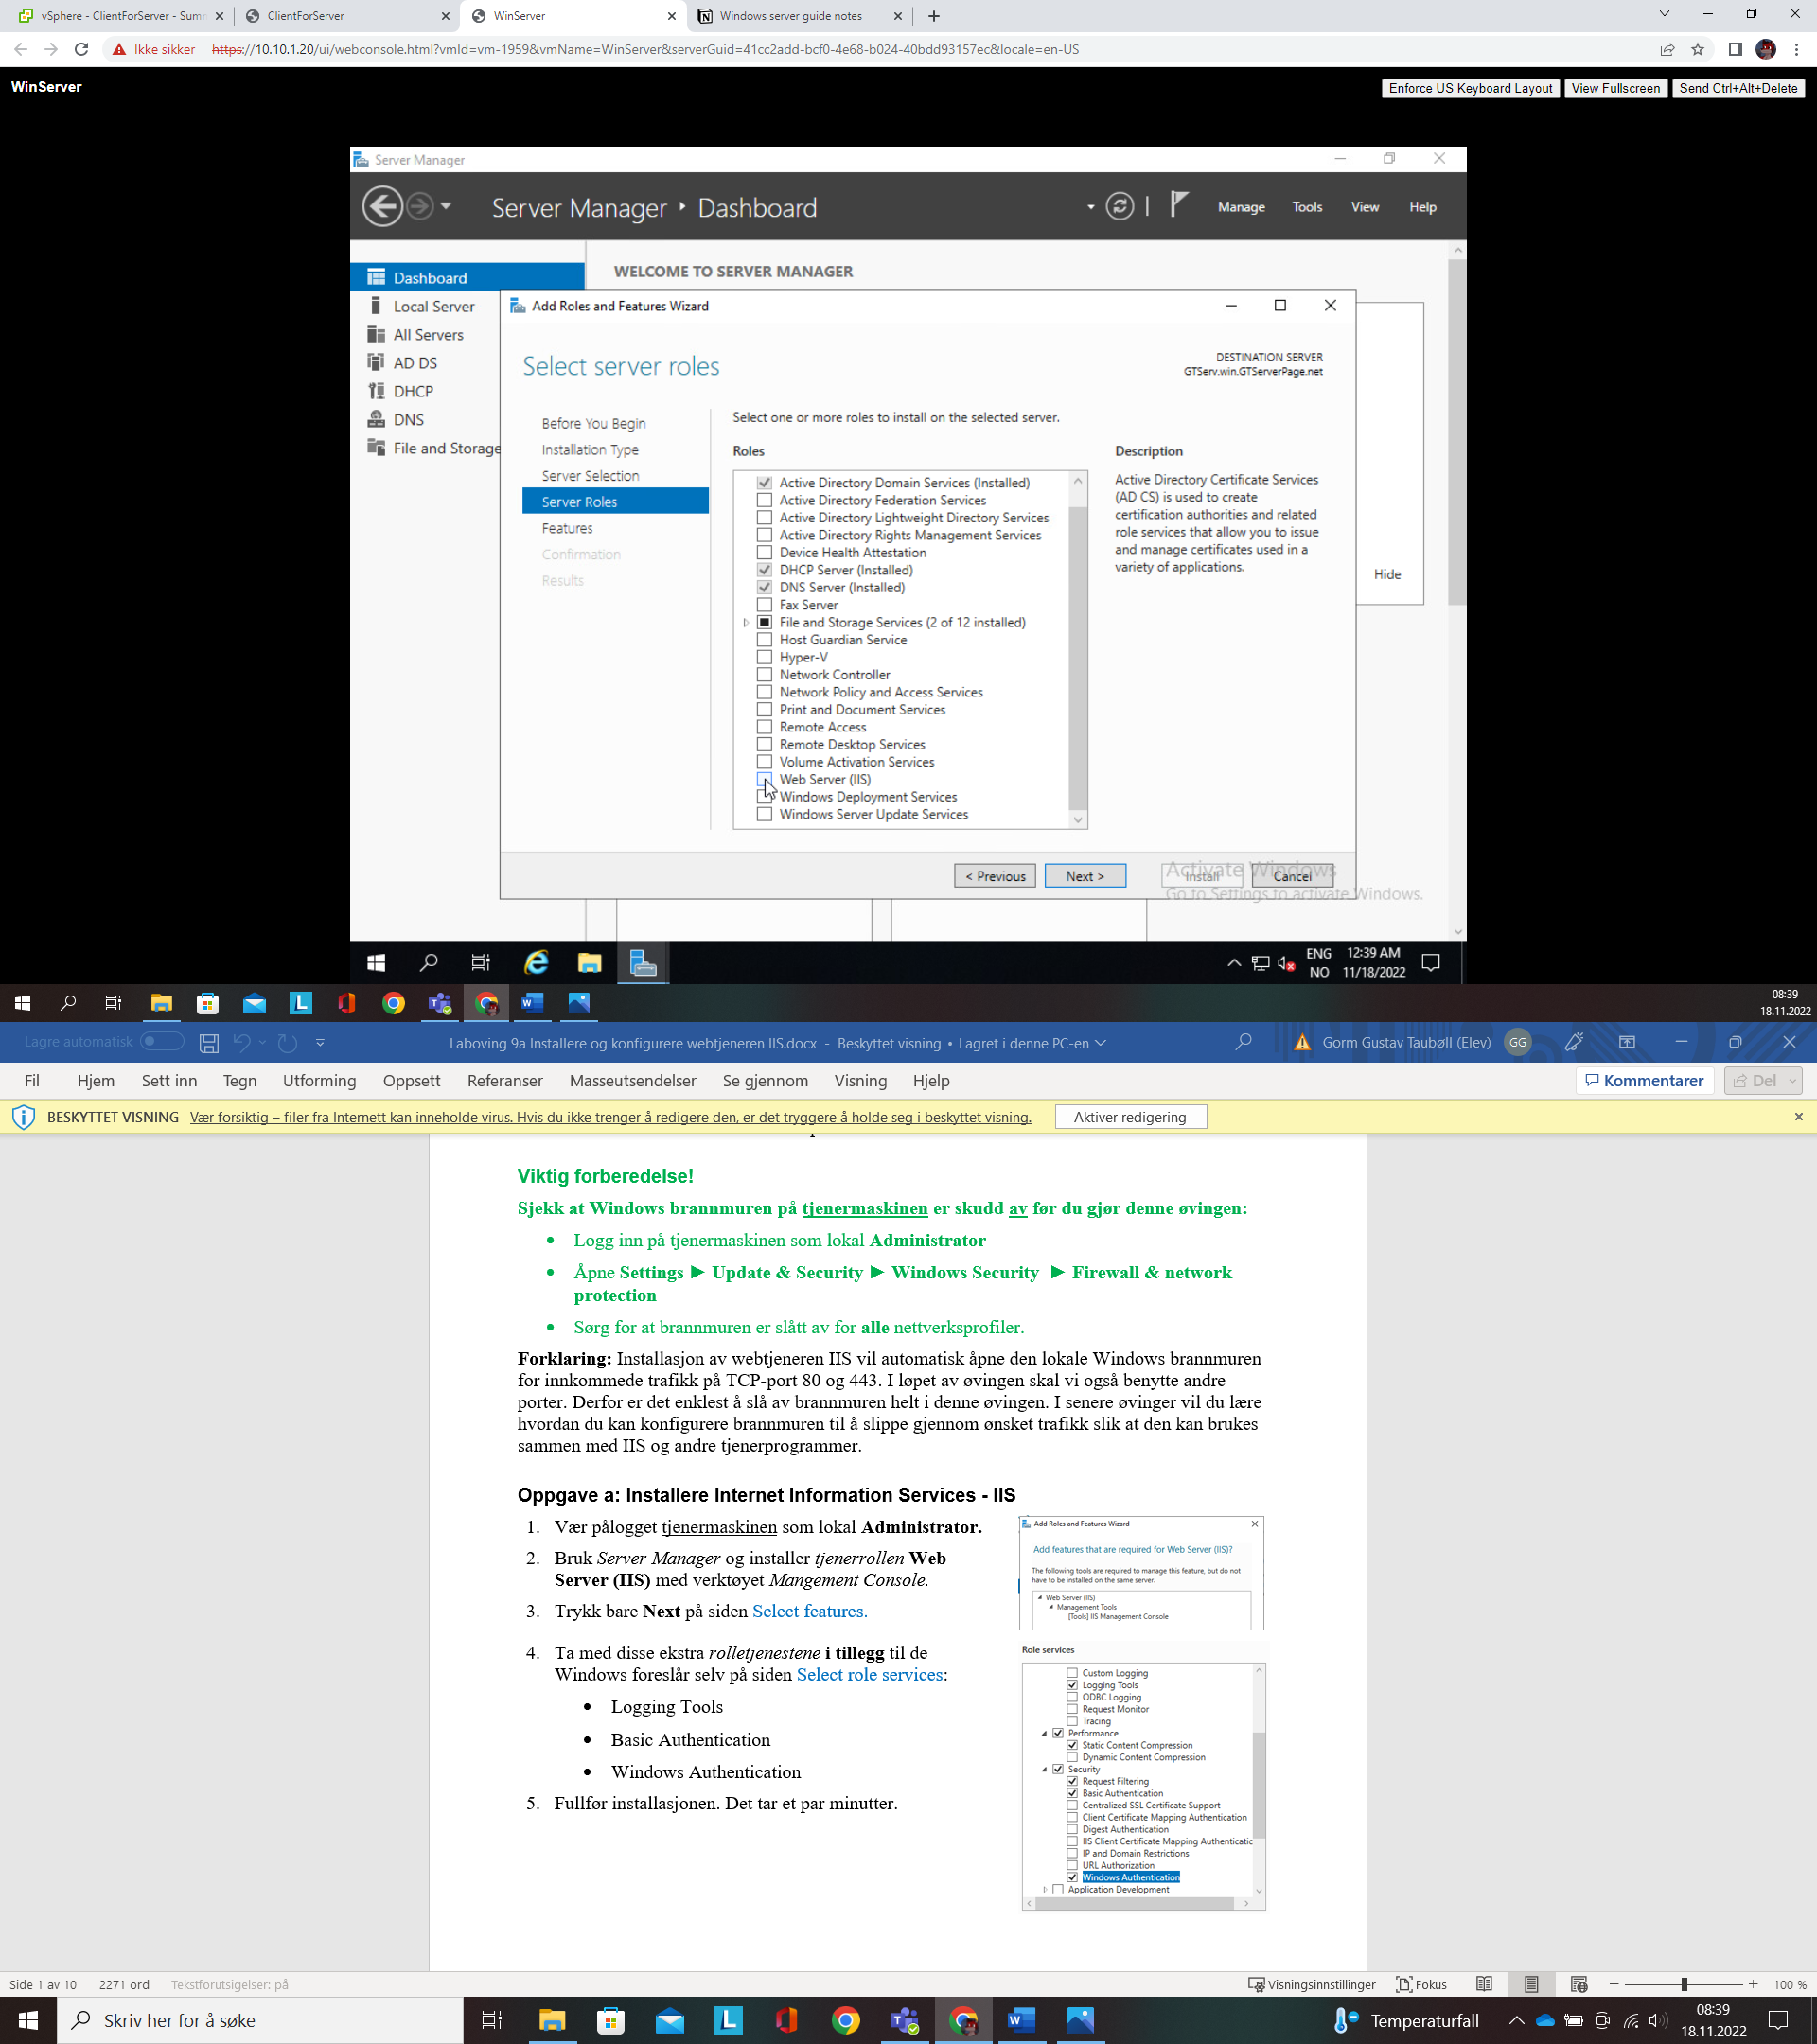 vSphere - ClientForServer - Sum
ClientForServer
WinServer
Windows server guide notes
Ikke sikker
https://10.10.1.20/ui/webconsole.html?vmId=vm-1959&vmName=WinServer&serverGuid=41cc2add-bcf0-4e68-b024-40bdd93157ec&locale=en-US
WinServer
Enforce US Keyboard Layout
View Fullscreen
Send Ctrl+Alt+Delete
Server Manager
Server Manager ‣ Dashboard
Manage
Tools
View
Help
Dashboard
Local Server
All Servers
AD DS
DHCP
DNS
File and Storage
WELCOME TO SERVER MANAGER
Add Roles and Features Wizard
Select server roles
DESTINATION SERVER
GTServ.win.GTServerPage.net
Before You Begin
Installation Type
Server Selection
Server Roles
Features
Confirmation
Results
Select one or more roles to install on the selected server.
Roles
Active Directory Domain Services (Installed)
Active Directory Federation Services
Active Directory Lightweight Directory Services
Active Directory Rights Management Services
Device Health Attestation
DHCP Server (Installed)
DNS Server (Installed)
Fax Server
File and Storage Services (2 of 12 installed)
Host Guardian Service
Hyper-V
Network Controller
Network Policy and Access Services
Print and Document Services
Remote Access
Remote Desktop Services
Volume Activation Services
Web Server (IIS)
Windows Deployment Services
Windows Server Update Services
Description
Active Directory Certificate Services
(AD CS) is used to create
certification authorities and related
role services that allow you to issue
and manage certificates used in a
variety of applications.
Hide
< Previous
Next >
Install
Cancel
Activate Windows
Go to Settings to activate Windows.
ENG
NO
12:39 AM
11/18/2022
08:39
18.11.2022
Lagre automatisk
Laboving 9a Installere og konfigurere webtjeneren IIS.docx - Beskyttet visning • Lagret i denne PC-en
Gorm Gustav Taubøll (Elev)
GG
Fil
Hjem
Sett inn
Tegn
Utforming
Oppsett
Referanser
Masseutsendelser
Se gjennom
Visning
Hjelp
Kommentarer
Del
BESKYTTET VISNING
Vær forsiktig – filer fra Internett kan inneholde virus. Hvis du ikke trenger å redigere den, er det tryggere å holde seg i beskyttet visning.
Aktiver redigering
Viktig forberedelse!
Sjekk at Windows brannmuren på tjenermaskinen er skudd av før du gjør denne øvingen:
• Logg inn på tjenermaskinen som lokal Administrator
• Åpne Settings ► Update & Security ► Windows Security ► Firewall & network
protection
• Sørg for at brannmuren er slått av for alle nettverksprofiler.
Forklaring: Installasjon av webtjeneren IIS vil automatisk åpne den lokale Windows brannmuren
for innkommede trafikk på TCP-port 80 og 443. I løpet av øvingen skal vi også benytte andre
porter. Derfor er det enklest å slå av brannmuren helt i denne øvingen. I senere øvinger vil du lære
hvordan du kan konfigurere brannmuren til å slippe gjennom ønsket trafikk slik at den kan brukes
sammen med IIS og andre tjenerprogrammer.
Oppgave a: Installere Internet Information Services - IIS
1. Vær pålogget tjenermaskinen som lokal Administrator.
2. Bruk Server Manager og installer tjenerrollen Web
Server (IIS) med verktøyet Mangement Console.
3. Trykk bare Next på siden Select features.
4. Ta med disse ekstra rolletjenestene i tillegg til de
Windows foreslår selv på siden Select role services:
• Logging Tools
• Basic Authentication
• Windows Authentication
5. Fullfør installasjonen. Det tar et par minutter.
Add Roles and Features Wizard
Add features that are required for Web Server (IIS)?
The following tools are required to manage this feature, but do not
have to be installed on the same server.
Web Server (IIS)
Management Tools
[Tools] IIS Management Console
Role services
Custom Logging
Logging Tools
ODBC Logging
Request Monitor
Tracing
Performance
Static Content Compression
Dynamic Content Compression
Security
Request Filtering
Basic Authentication
Centralized SSL Certificate Support
Client Certificate Mapping Authentication
Digest Authentication
IIS Client Certificate Mapping Authenticatic
IP and Domain Restrictions
URL Authorization
Windows Authentication
Application Development
Side 1 av 10
2271 ord
Tekstforutsigelser: på
Visningsinnstillinger
Fokus
100 %
Skriv her for å søke
Temperaturfall
08:39
18.11.2022